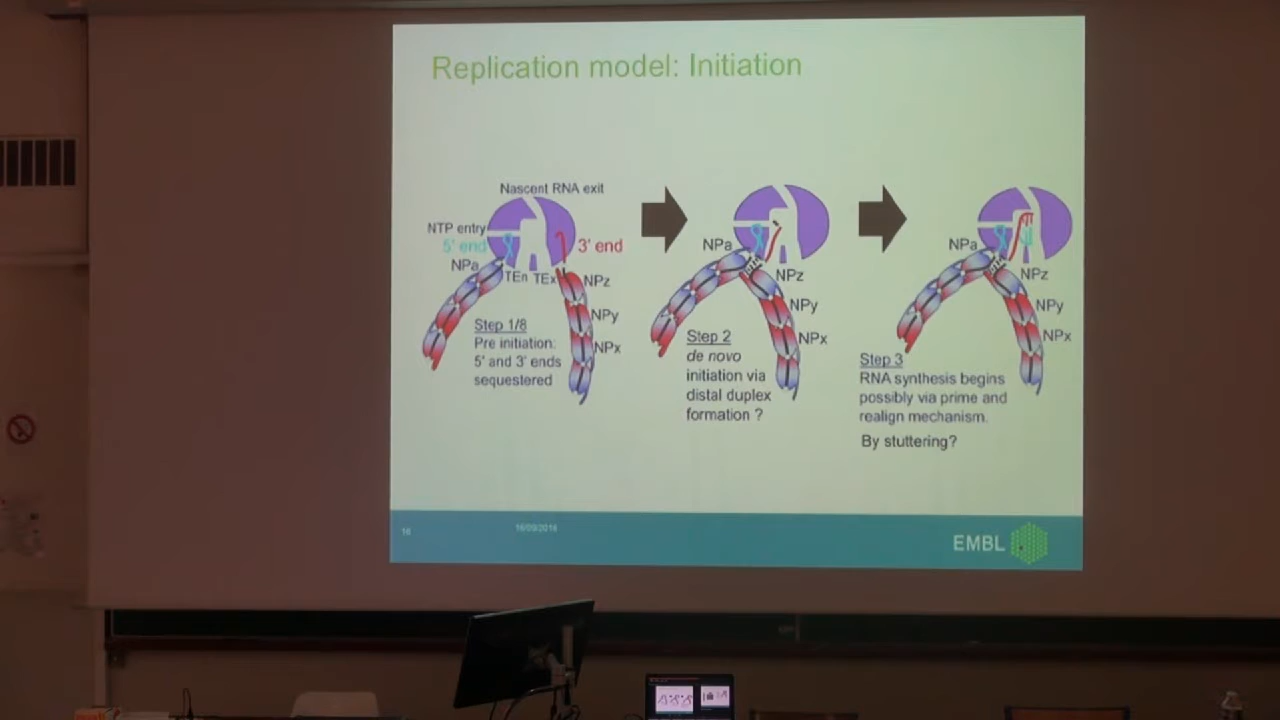 Replication model: Initiation
Nascent RNA exit
NTP entry
5' end
3' end
NPa
TEn TEx
NPz
NPy
NPx
Step 1/8
Pre initiation:
5' and 3' ends
sequestered
NPa
NPz
NPy
NPx
Step 2
de novo
initiation via
distal duplex
formation ?
NPa
NPz
NPy
NPx
Step 3
RNA synthesis begins
possibly via prime and
realign mechanism.
By stuttering?
EMBL